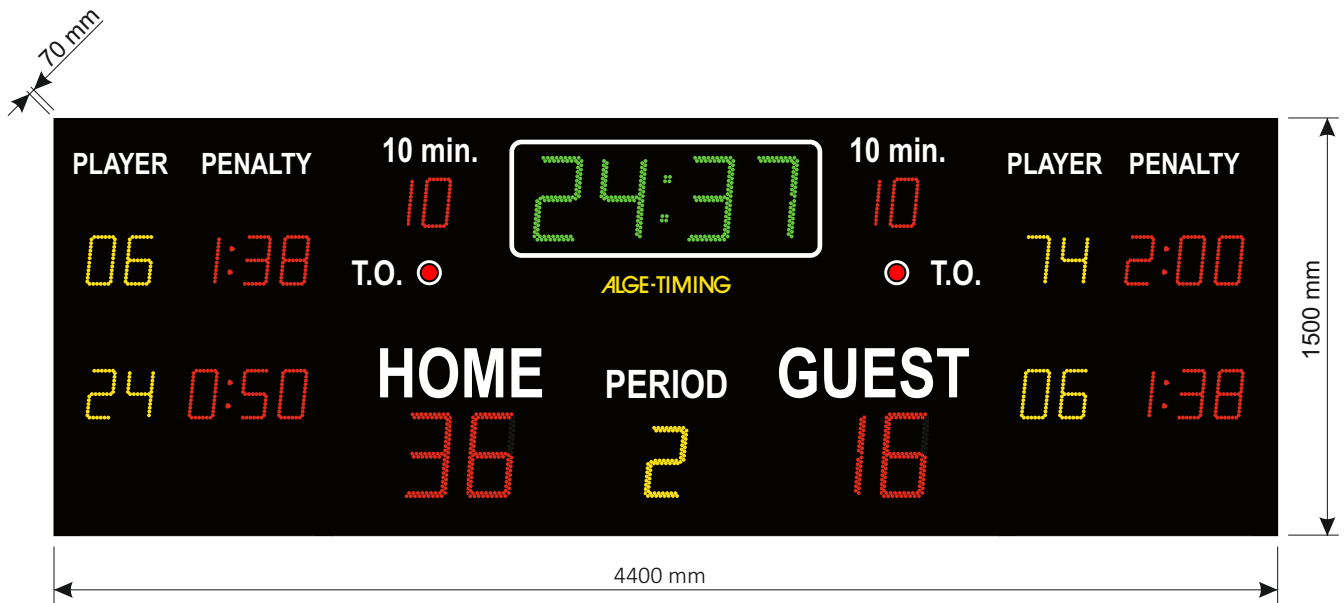 70 mm
PLAYER PENALTY 10 min. 24:37 10 min. PLAYER PENALTY
10 10
06 1:38 74 2:00
T.O. T.O.
ALGE-TIMING
1500 mm
HOME PERIOD GUEST
24 0:50 06 1:38
36 2 16
4400 mm